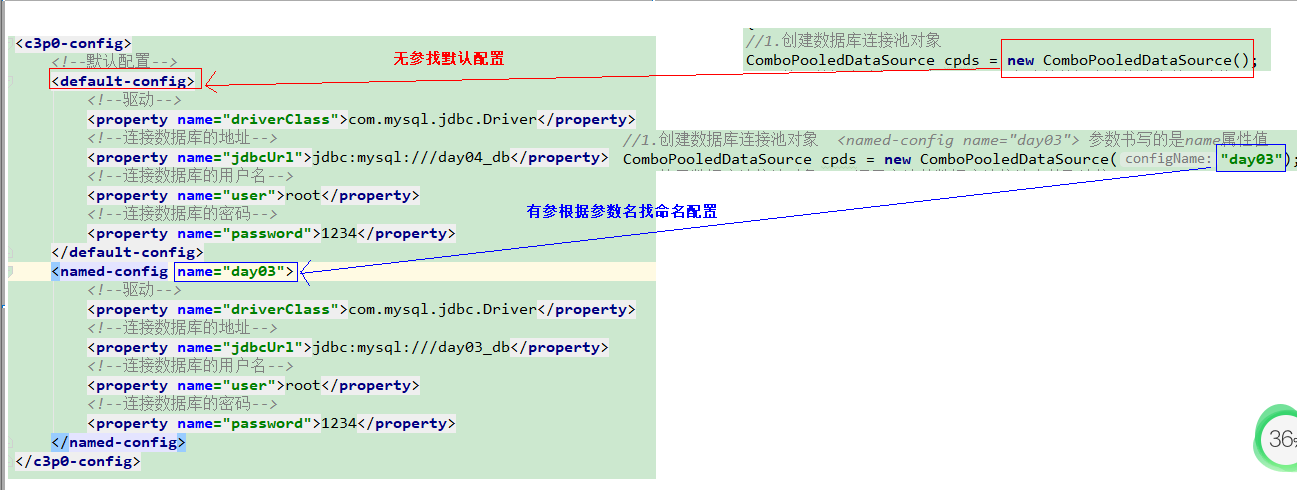 <c3p0-config>
<!--默认配置-->
<default-config>
<!--驱动-->
<property name="driverClass">com.mysql.jdbc.Driver</property>
<!--连接数据库的地址-->
<property name="jdbcUrl">jdbc:mysql:///day04_db</property>
<!--连接数据库的用户名-->
<property name="user">root</property>
<!--连接数据库的密码-->
<property name="password">1234</property>
</default-config>
<named-config name="day03">
<!--驱动-->
<property name="driverClass">com.mysql.jdbc.Driver</property>
<!--连接数据库的地址-->
<property name="jdbcUrl">jdbc:mysql:///day03_db</property>
<!--连接数据库的用户名-->
<property name="user">root</property>
<!--连接数据库的密码-->
<property name="password">1234</property>
</named-config>
</c3p0-config>
无参找默认配置
//1.创建数据库连接池对象
ComboPooledDataSource cpds = new ComboPooledDataSource();
//1.创建数据库连接池对象 <named-config name="day03"> 参数书写的是name属性值
ComboPooledDataSource cpds = new ComboPooledDataSource( configName: "day03");
有参根据参数名找命名配置
36%